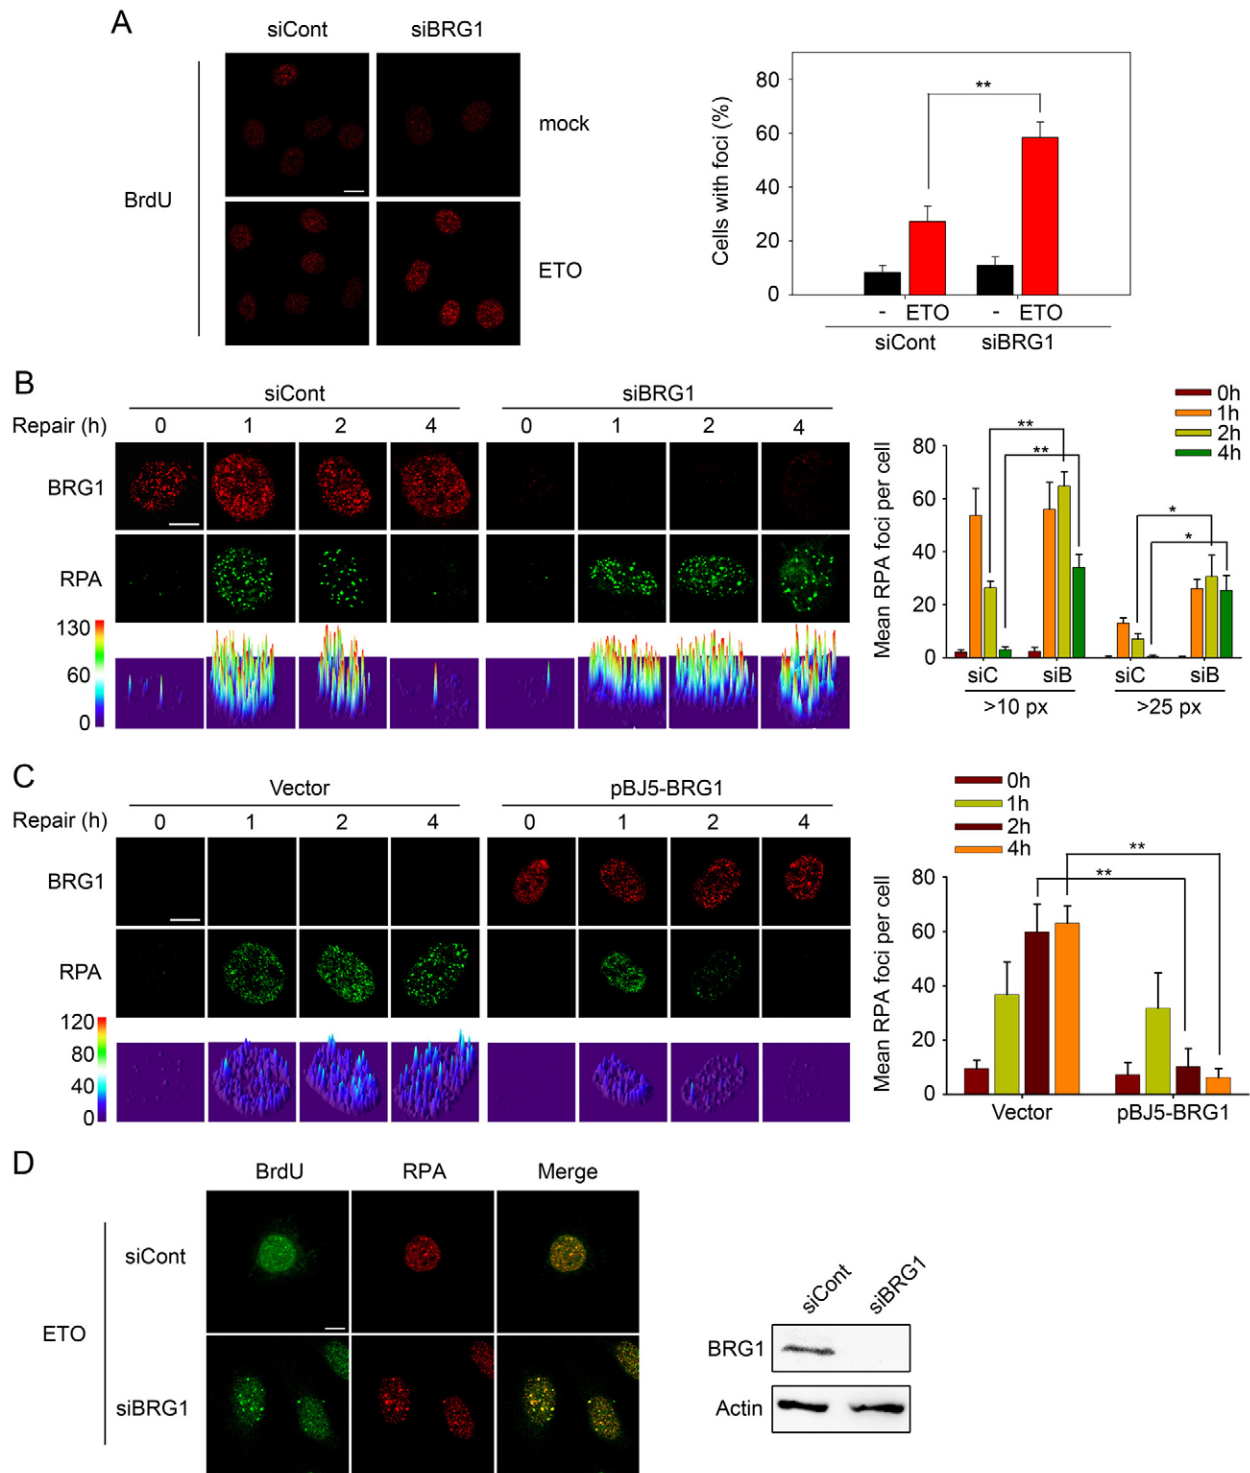 A
siCont siBRG1
BrdU
mock
ETO
Cells with foci (%)
80
60
40
20
0
- ETO - ETO
siCont siBRG1
B
siCont siBRG1
Repair (h) 0 1 2 4 0 1 2 4
BRG1
RPA
130
60
0
0h
1h
2h
4h
Mean RPA foci per cell
80
60
40
20
0
** ** * *
siC siB siC siB
>10 px >25 px
C
Vector pBJ5-BRG1
Repair (h) 0 1 2 4 0 1 2 4
BRG1
RPA
120
80
40
0
0h
1h
2h
4h
Mean RPA foci per cell
80
60
40
20
0
** **
Vector pBJ5-BRG1
D
BrdU RPA Merge
ETO
siCont
siBRG1
siCont siBRG1
BRG1
Actin